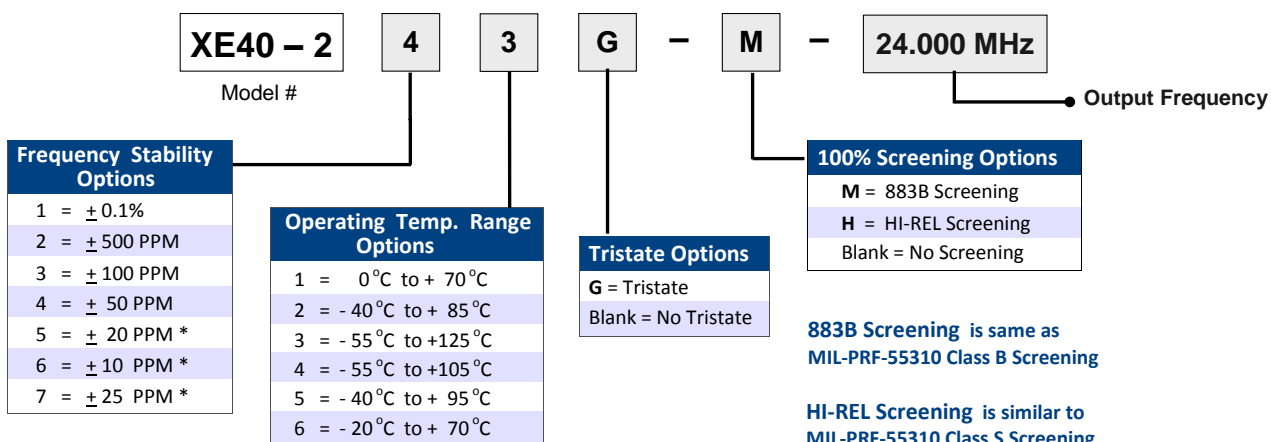 XE40 – 2 4 3 G – M – 24.000 MHz
Model #
Output Frequency
Frequency Stability
Options
1 = ± 0.1%
2 = ± 500 PPM
3 = ± 100 PPM
4 = ± 50 PPM
5 = ± 20 PPM *
6 = ± 10 PPM *
7 = ± 25 PPM *
Operating Temp. Range
Options
1 = 0°C to + 70°C
2 = - 40°C to + 85°C
3 = - 55°C to +125°C
4 = - 55°C to +105°C
5 = - 40°C to + 95°C
6 = - 20°C to + 70°C
Tristate Options
G = Tristate
Blank = No Tristate
100% Screening Options
M = 883B Screening
H = HI-REL Screening
Blank = No Screening
883B Screening is same as
MIL-PRF-55310 Class B Screening
HI-REL Screening is similar to
MIL-PRF-55310 Class S Screening